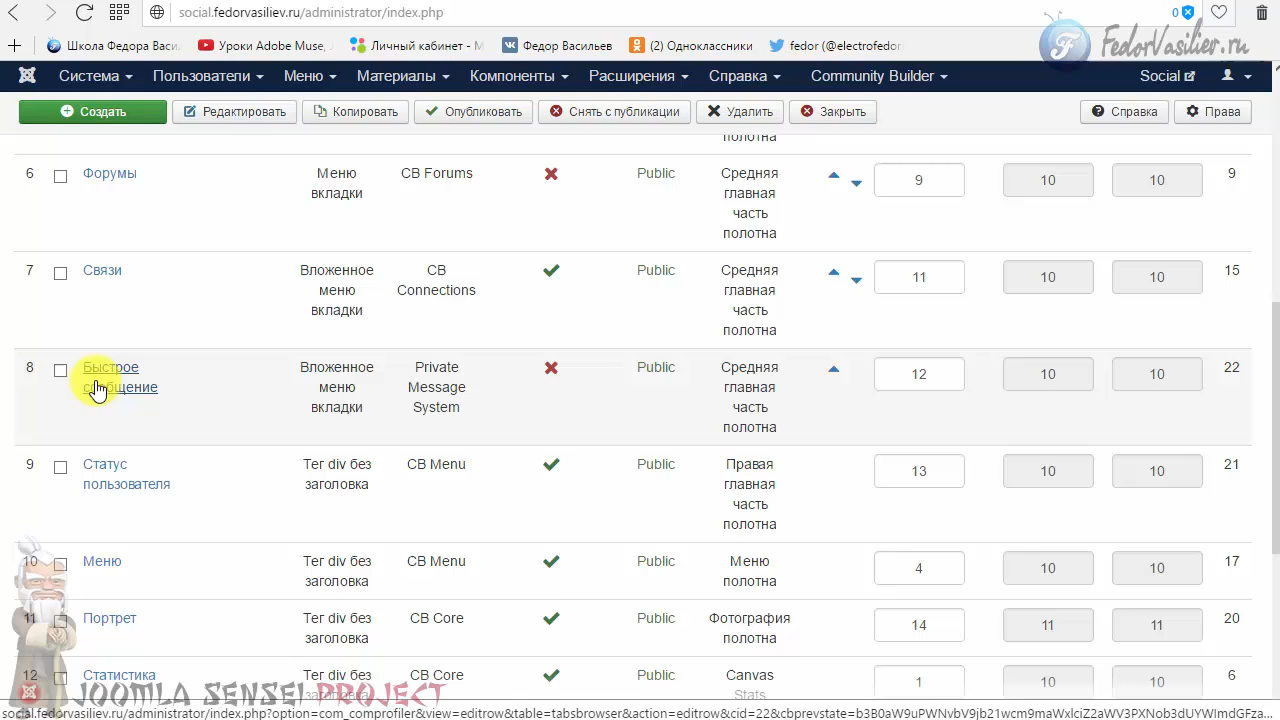 social.fedorvasiliev.ru/administrator/index.php
0
Школа Федора Васи
Уроки Adobe Muse,
Личный кабинет - М
Федор Васильев
(2) Одноклассники
fedor (@electrofedor
FedorVasiliev.ru
Система Пользователи Меню Материалы Компоненты Расширения Справка Community Builder Social
Создать Редактировать Копировать Опубликовать Снять с публикации Удалить Закрыть Справка Права
полотна
6 Форумы Меню CB Forums Public Средняя 9 10 10 9
вкладки главная
часть
полотна
7 Связи Вложенное CB Public Средняя 11 10 10 15
меню Connections главная
вкладки часть
полотна
8 Быстрое Вложенное Private Public Средняя 12 10 10 22
сообщение меню Message главная
вкладки System часть
полотна
9 Статус Тег div без CB Menu Public Правая 13 10 10 21
пользователя заголовка главная
часть
полотна
10 Меню Тег div без CB Menu Public Меню 4 10 10 17
заголовка полотна
11 Портрет Тег div без CB Core Public Фотография 14 11 11 20
заголовка полотна
12 Статистика Тег div без CB Core Public Canvas 1 10 10 6
заголовка Stats
JOOMLA SENSEI PROJECT
social.fedorvasiliev.ru/administrator/index.php?option=com_comprofiler&view=editrow&table=tabsbrowser&action=editrow&cid=22&cbprevstate=b3B0aW9uPWNvbV9jb21wcm9maWxlciZ2aWV3PXNob3dUYWImdGFza...